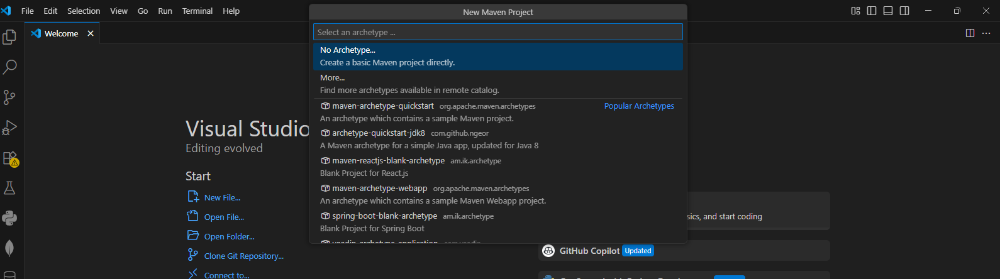 File Edit Selection View Go Run Terminal Help
New Maven Project
Welcome
Select an archetype ...
No Archetype...
Create a basic Maven project directly.
More...
Find more archetypes available in remote catalog.
maven-archetype-quickstart org.apache.maven.archetypes Popular Archetypes
An archetype which contains a sample Maven project.
archetype-quickstart-jdk8 com.github.ngeor
A Maven archetype for a simple Java app, updated for Java 8
maven-reactjs-blank-archetype am.ik.archetype
Blank Project for React.js
maven-archetype-webapp org.apache.maven.archetypes
An archetype which contains a sample Maven Webapp project.
spring-boot-blank-archetype am.ik.archetype
Blank Project for Spring Boot
vaadin-archetype-application com.vaadin
Visual Studio
Editing evolved
Start
New File...
Open File...
Open Folder...
Clone Git Repository...
Connect to...
sics, and start coding
GitHub Copilot Updated